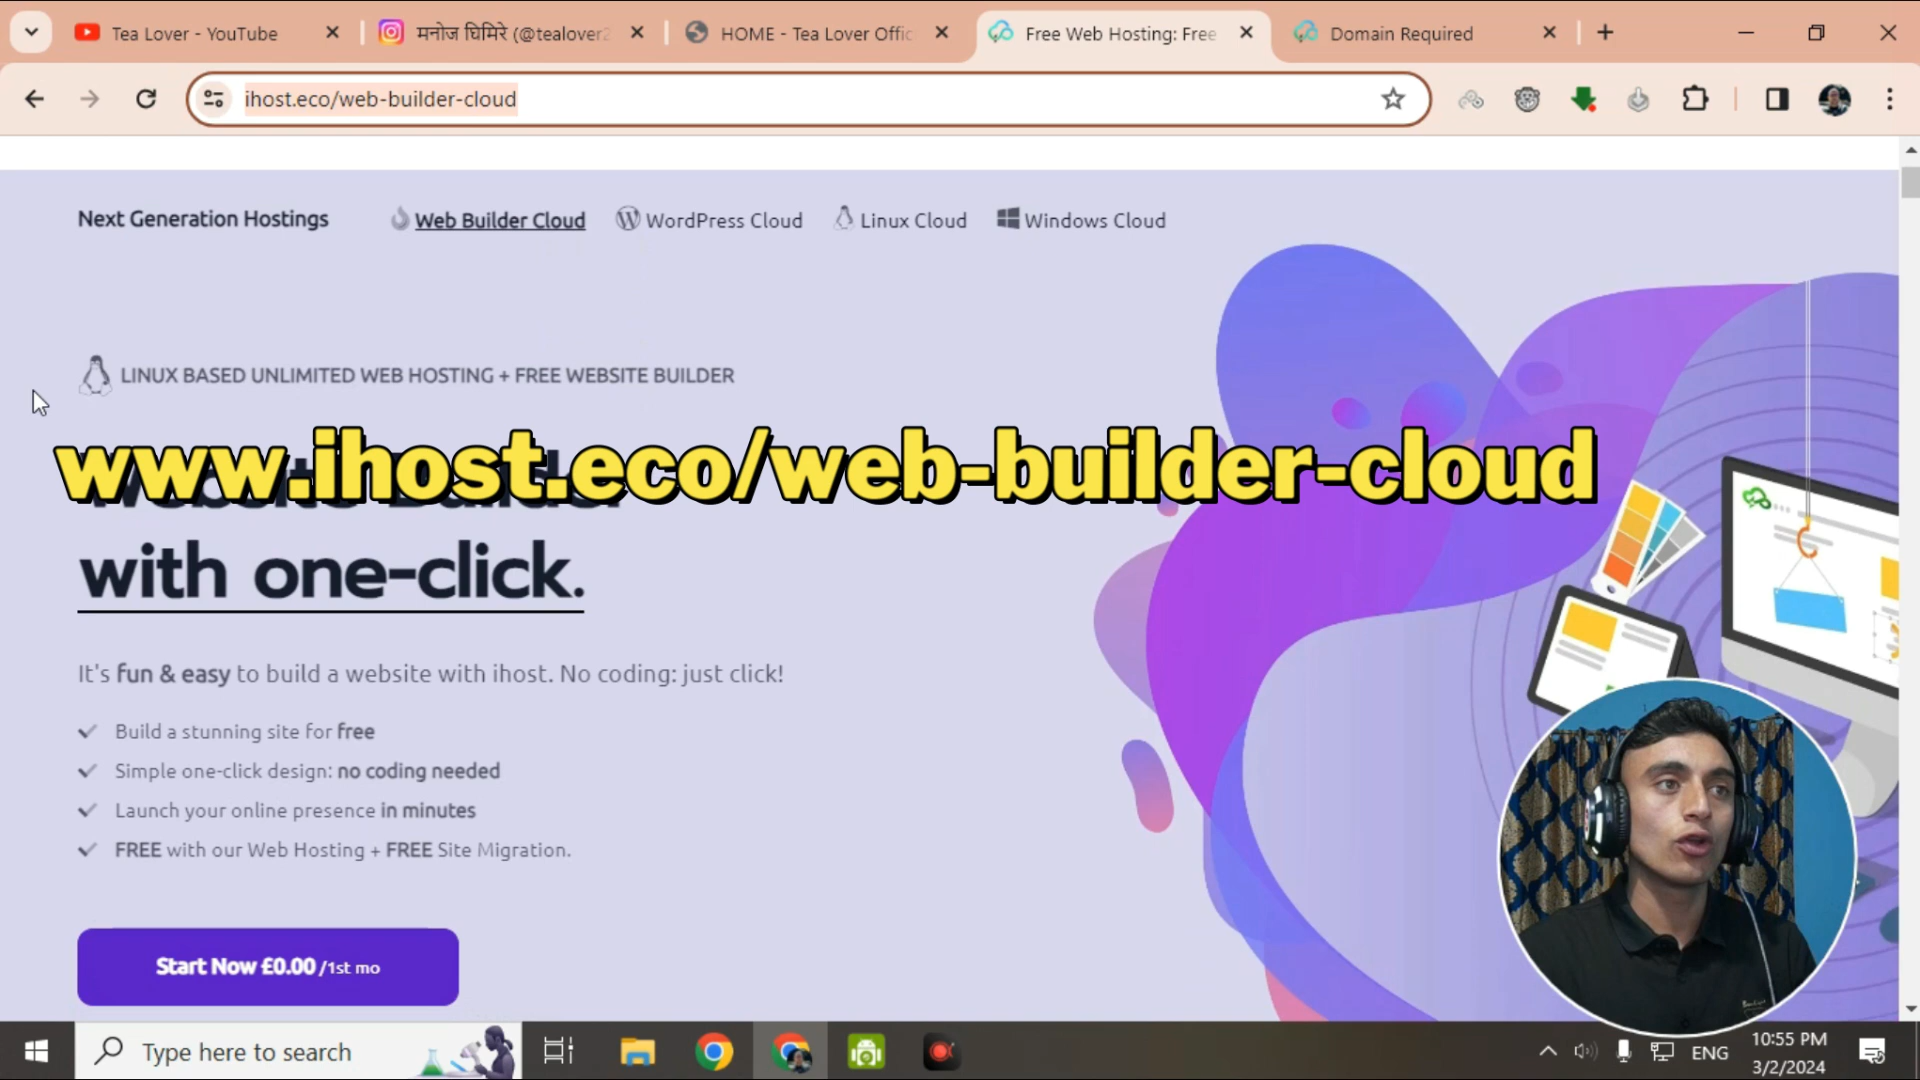 Tea Lover - YouTube
मनोज घिमिरे (@tealover2
HOME - Tea Lover Offic
Free Web Hosting: Free
Domain Required
ihost.eco/web-builder-cloud
Next Generation Hostings
Web Builder Cloud
WordPress Cloud
Linux Cloud
Windows Cloud
LINUX BASED UNLIMITED WEB HOSTING + FREE WEBSITE BUILDER
www.ihost.eco/web-builder-cloud
with one-click.
It's fun & easy to build a website with ihost. No coding: just click!
Build a stunning site for free
Simple one-click design: no coding needed
Launch your online presence in minutes
FREE with our Web Hosting + FREE Site Migration.
Start Now £0.00 /1st mo
Type here to search
ENG
10:55 PM
3/2/2024